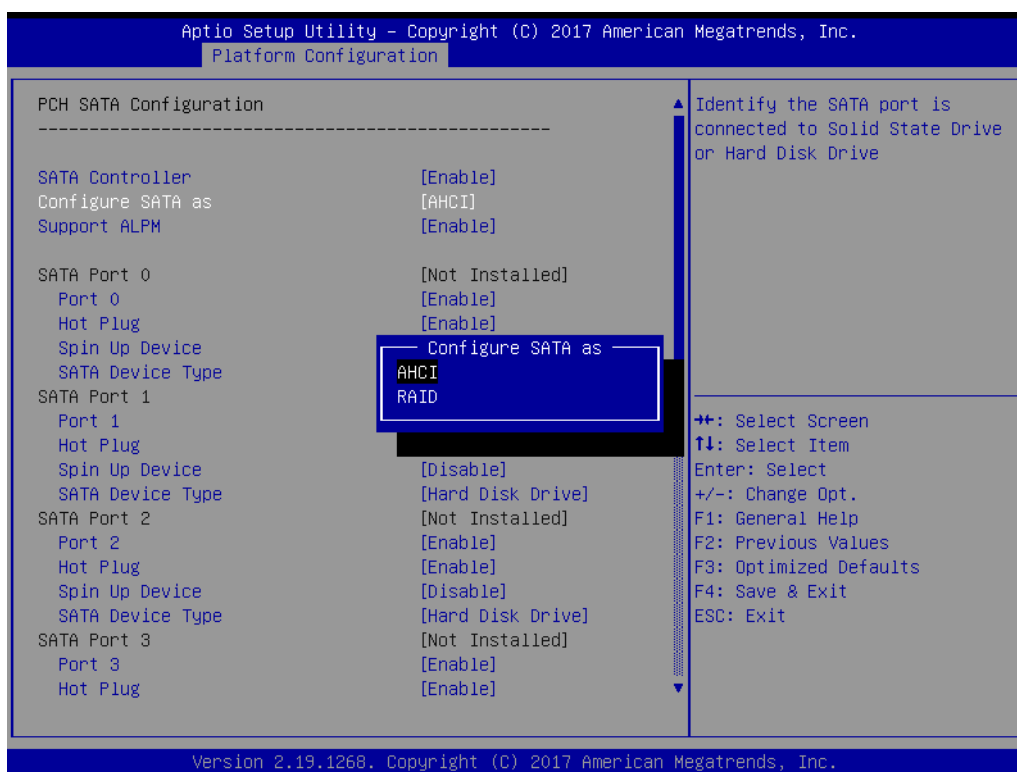 Aptio Setup Utility – Copyright (C) 2017 American Megatrends, Inc.
Platform Configuration
PCH SATA Configuration
--------------------------------------------------
SATA Controller [Enable]
Configure SATA as [AHCI]
Support ALPM [Enable]
SATA Port 0 [Not Installed]
Port 0 [Enable]
Hot Plug [Enable]
Spin Up Device
SATA Device Type
SATA Port 1
Port 1
Hot Plug
Spin Up Device [Disable]
SATA Device Type [Hard Disk Drive]
SATA Port 2 [Not Installed]
Port 2 [Enable]
Hot Plug [Enable]
Spin Up Device [Disable]
SATA Device Type [Hard Disk Drive]
SATA Port 3 [Not Installed]
Port 3 [Enable]
Hot Plug [Enable]
Configure SATA as
AHCI
RAID
Identify the SATA port is
connected to Solid State Drive
or Hard Disk Drive
→←: Select Screen
↑↓: Select Item
Enter: Select
+/-: Change Opt.
F1: General Help
F2: Previous Values
F3: Optimized Defaults
F4: Save & Exit
ESC: Exit
Version 2.19.1268. Copyright (C) 2017 American Megatrends, Inc.